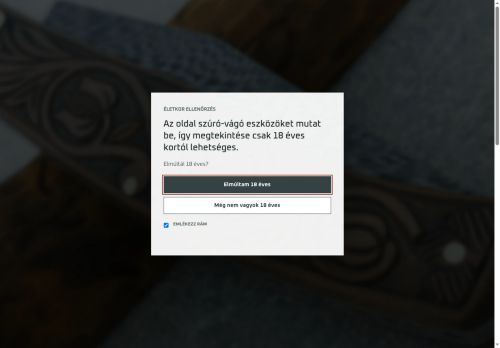 ÉLETKOR ELLENŐRZÉS
Az oldal szúró-vágó eszközöket mutat
be, így megtekintése csak 18 éves
kortól lehetséges.
Elmúltál 18 éves?
Elmúltam 18 éves
Még nem vagyok 18 éves
EMLÉKEZZ RÁM